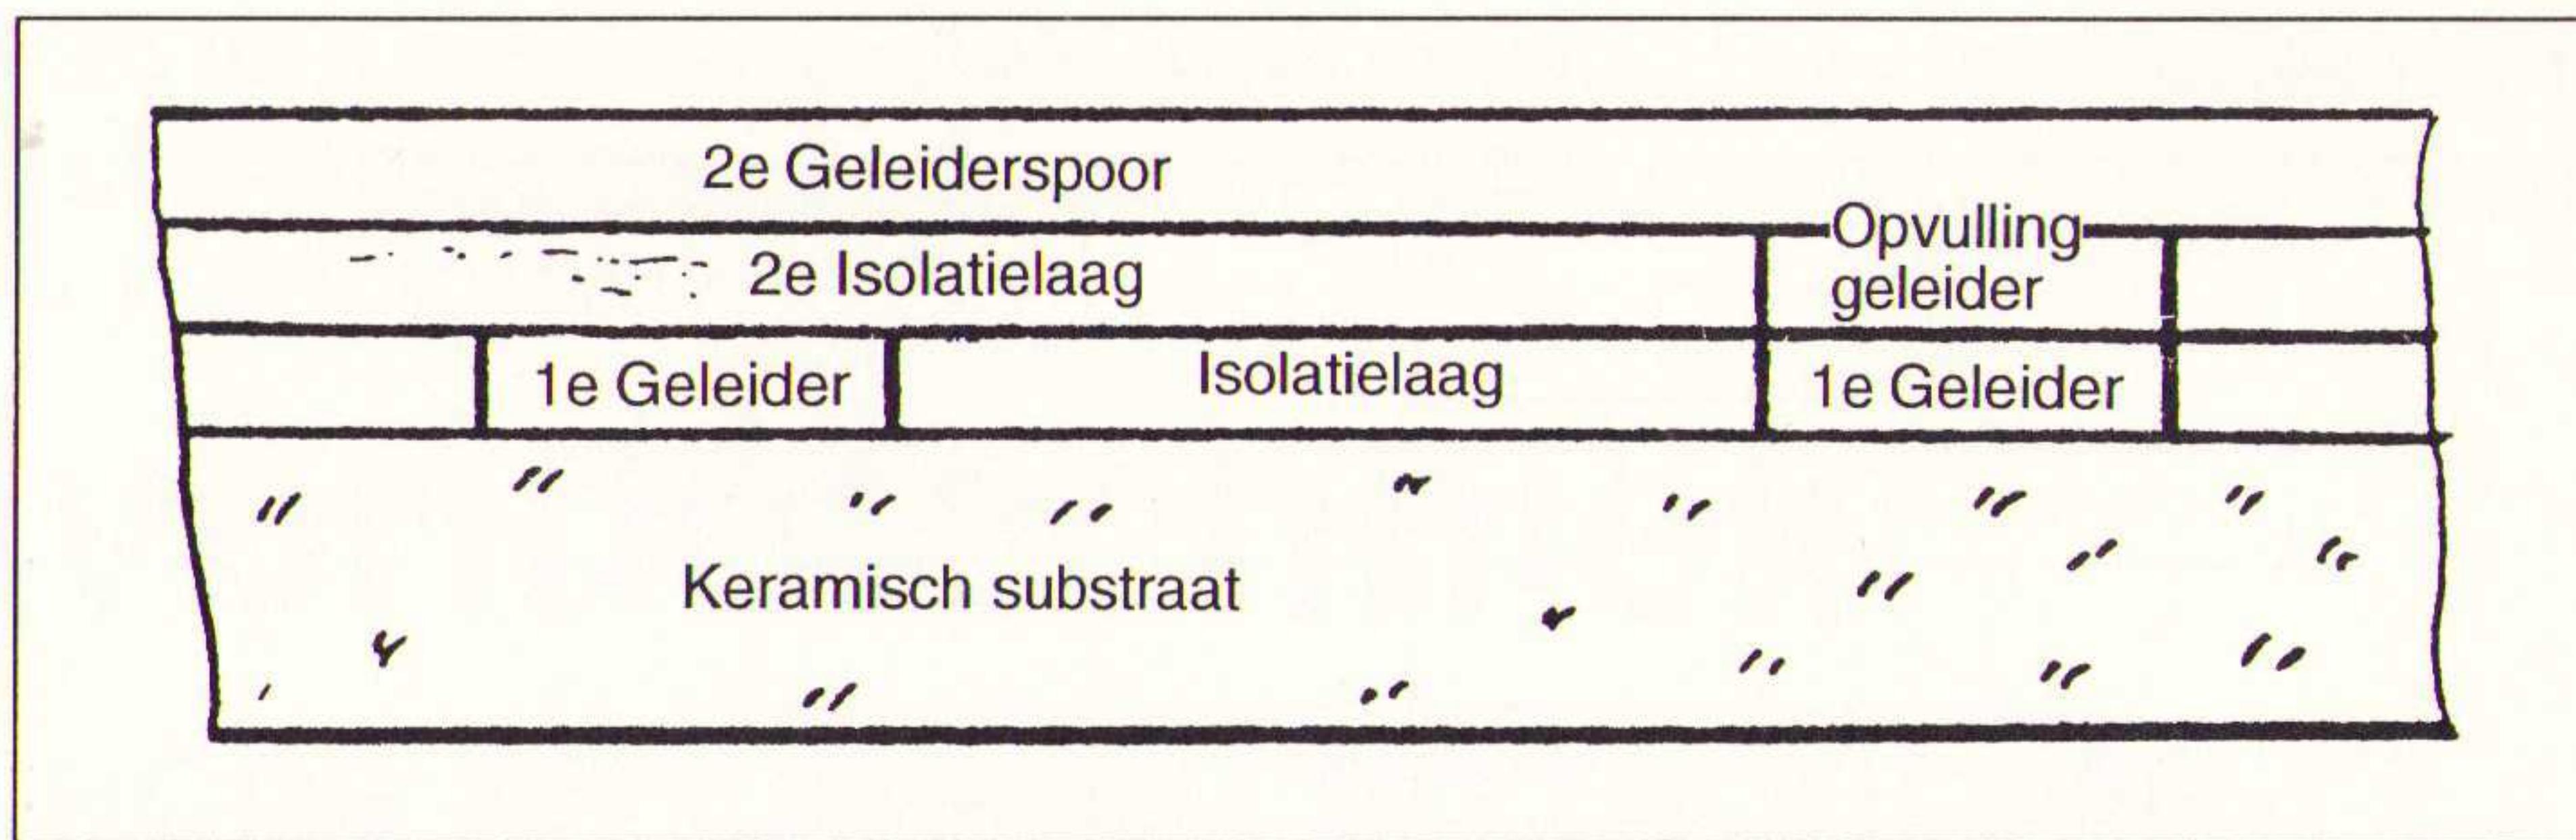 2e Geleiderspoor
Opvulling
geleider
2e Isolatielaag
1e Geleider
Isolatielaag
1e Geleider
Keramisch substraat